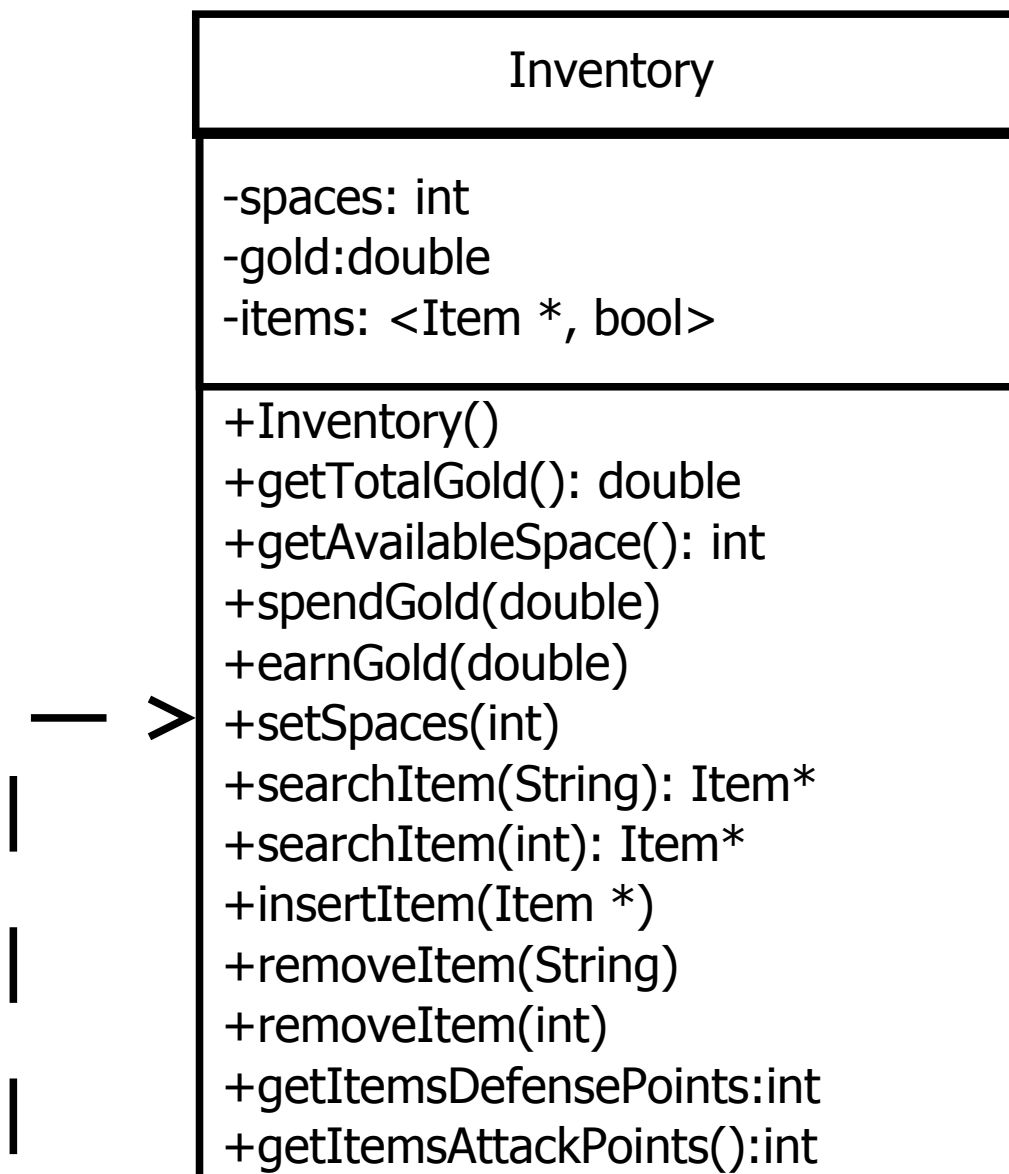 Inventory
-spaces: int
-gold:double
-items: <Item *, bool>
+Inventory()
+getTotalGold(): double
+getAvailableSpace(): int
+spendGold(double)
+earnGold(double)
+setSpaces(int)
+searchItem(String): Item*
+searchItem(int): Item*
+insertItem(Item *)
+removeItem(String)
+removeItem(int)
+getItemsDefensePoints:int
+getItemsAttackPoints():int